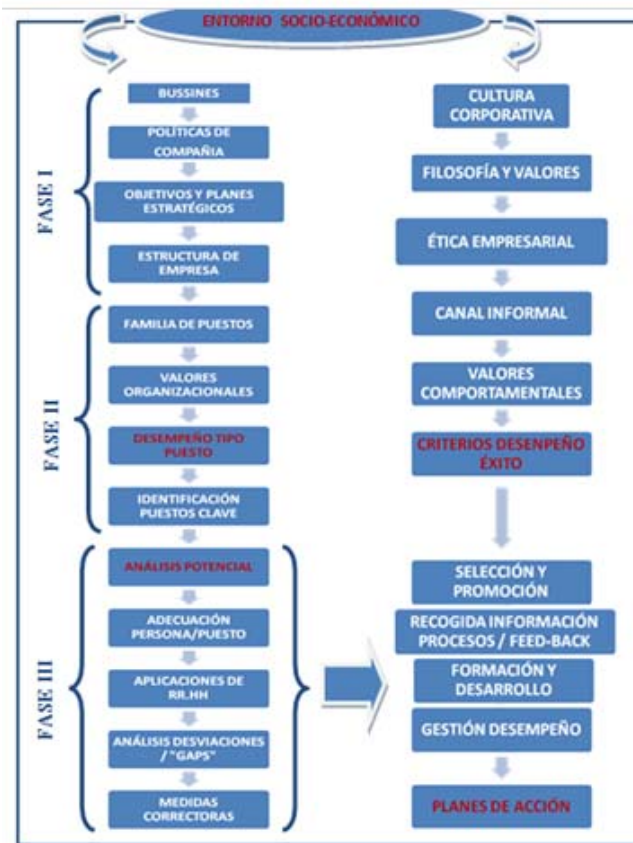 ENTORNO SOCIO-ECONÓMICO
FASE I
BUSSINES
POLÍTICAS DE
COMPAÑIA
OBJETIVOS Y PLANES
ESTRATÉGICOS
ESTRUCTURA DE
EMPRESA
FASE II
FAMILIA DE PUESTOS
VALORES
ORGANIZACIONALES
DESEMPEÑO TIPO
PUESTO
IDENTIFICACIÓN
PUESTOS CLAVE
FASE III
ANÁLISIS POTENCIAL
ADECUACIÓN
PERSONA/PUESTO
APLICACIONES DE
RR.HH
ANÁLISIS DESVIACIONES
/ "GAPS"
MEDIDAS
CORRECTORAS
CULTURA
CORPORATIVA
FILOSOFÍA Y VALORES
ÉTICA EMPRESARIAL
CANAL INFORMAL
VALORES
COMPORTAMENTALES
CRITERIOS DESENPEÑO
ÉXITO
SELECCIÓN Y
PROMOCIÓN
RECOGIDA INFORMACIÓN
PROCESOS / FEED-BACK
FORMACIÓN Y
DESARROLLO
GESTIÓN DESEMPEÑO
PLANES DE ACCIÓN